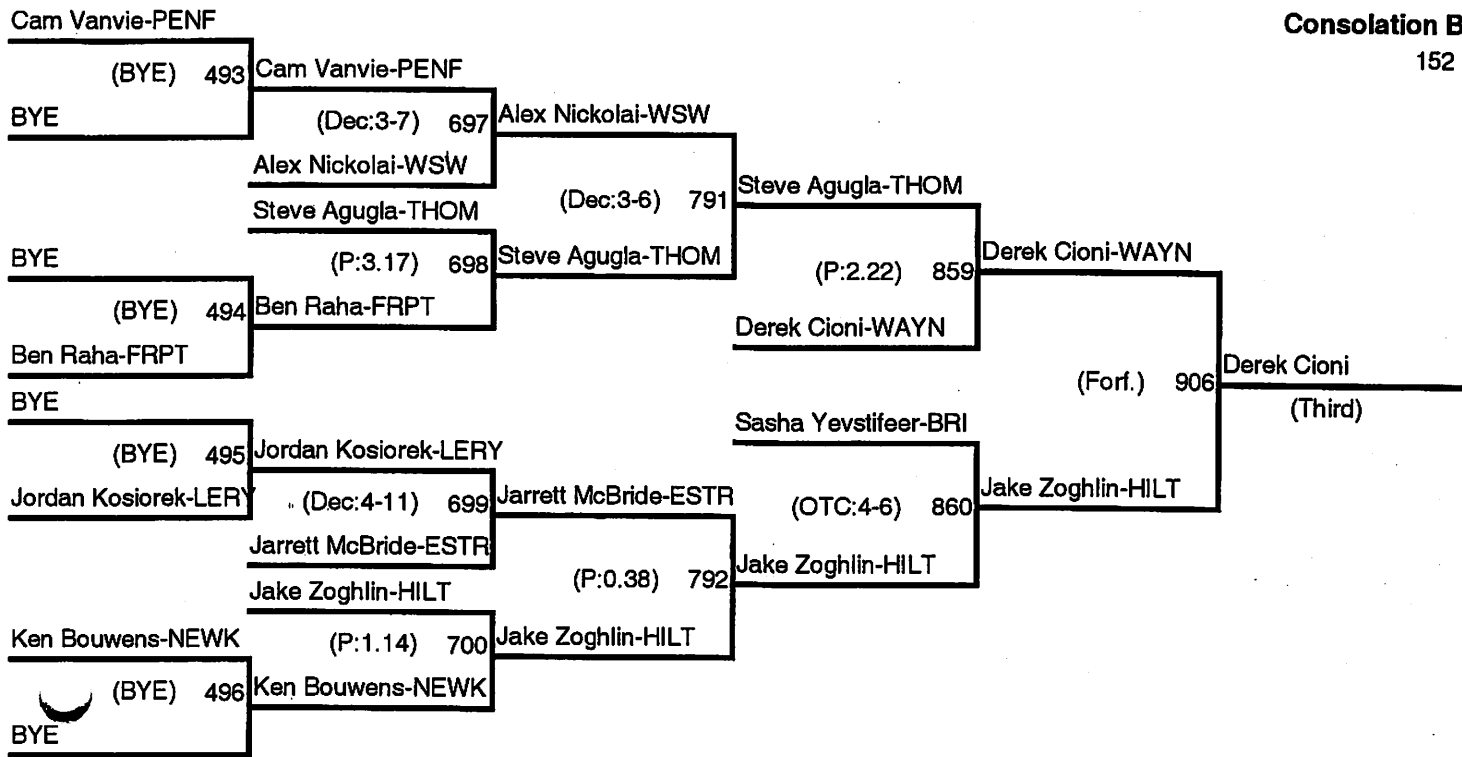 Cam Vanvie-PENF
Consolation B
152
(BYE) 493
Cam Vanvie-PENF
BYE
(Dec:3-7) 697
Alex Nickolai-WSW
Alex Nickolai-WSW
Steve Agugla-THOM
(Dec:3-6) 791
Steve Agugla-THOM
BYE
(P:3.17) 698
Steve Agugla-THOM
(BYE) 494
Ben Raha-FRPT
Ben Raha-FRPT
(P:2.22) 859
Derek Cioni-WAYN
Derek Cioni-WAYN
BYE
(BYE) 495
Jordan Kosiorek-LERY
Jordan Kosiorek-LERY
(Dec:4-11) 699
Jarrett McBride-ESTR
Jarrett McBride-ESTR
Jake Zoghlin-HILT
(P:0.38) 792
Jake Zoghlin-HILT
Ken Bouwens-NEWK
(P:1.14) 700
Jake Zoghlin-HILT
(BYE) 496
Ken Bouwens-NEWK
BYE
Sasha Yevstifeer-BRI
(OTC:4-6) 860
Jake Zoghlin-HILT
(Forf.) 906
Derek Cioni
(Third)